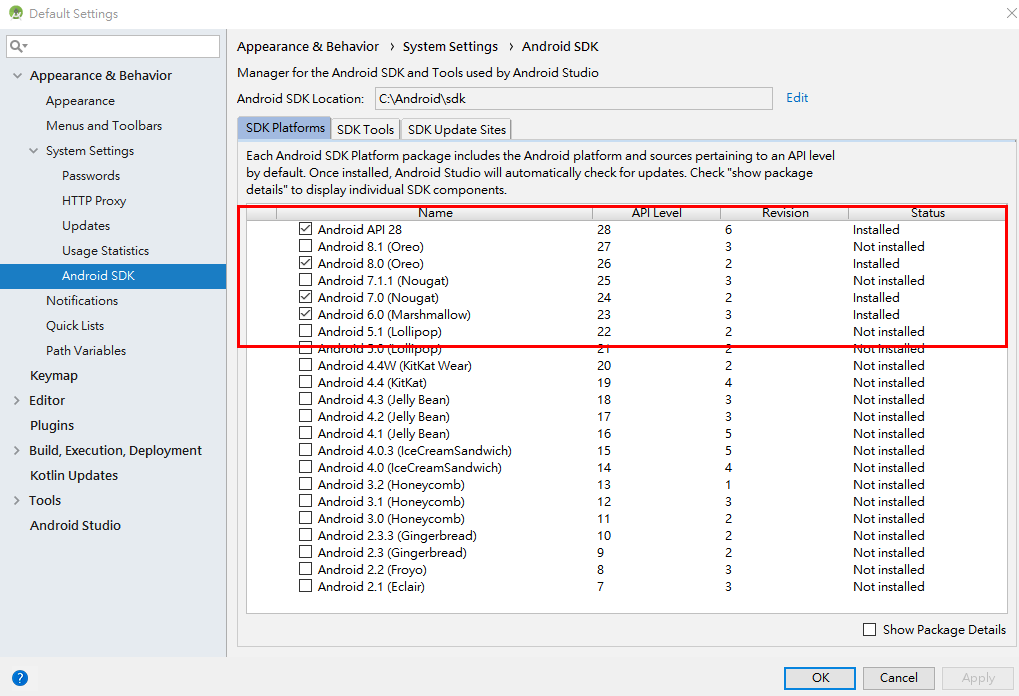 Default Settings
Appearance & Behavior
Appearance
Menus and Toolbars
System Settings
Passwords
HTTP Proxy
Updates
Usage Statistics
Android SDK
Notifications
Quick Lists
Path Variables
Keymap
Editor
Plugins
Build, Execution, Deployment
Kotlin Updates
Tools
Android Studio
Appearance & Behavior › System Settings › Android SDK
Manager for the Android SDK and Tools used by Android Studio
Android SDK Location: C:\Android\sdk Edit
SDK Platforms SDK Tools SDK Update Sites
Each Android SDK Platform package includes the Android platform and sources pertaining to an API level
by default. Once installed, Android Studio will automatically check for updates. Check "show package
details" to display individual SDK components.
Name API Level Revision Status
Android API 28 28 6 Installed
Android 8.1 (Oreo) 27 3 Not installed
Android 8.0 (Oreo) 26 2 Installed
Android 7.1.1 (Nougat) 25 3 Not installed
Android 7.0 (Nougat) 24 2 Installed
Android 6.0 (Marshmallow) 23 3 Installed
Android 5.1 (Lollipop) 22 2 Not installed
Android 5.0 (Lollipop) 21 2 Not installed
Android 4.4W (KitKat Wear) 20 2 Not installed
Android 4.4 (KitKat) 19 4 Not installed
Android 4.3 (Jelly Bean) 18 3 Not installed
Android 4.2 (Jelly Bean) 17 3 Not installed
Android 4.1 (Jelly Bean) 16 5 Not installed
Android 4.0.3 (IceCreamSandwich) 15 5 Not installed
Android 4.0 (IceCreamSandwich) 14 4 Not installed
Android 3.2 (Honeycomb) 13 1 Not installed
Android 3.1 (Honeycomb) 12 3 Not installed
Android 3.0 (Honeycomb) 11 2 Not installed
Android 2.3.3 (Gingerbread) 10 2 Not installed
Android 2.3 (Gingerbread) 9 2 Not installed
Android 2.2 (Froyo) 8 3 Not installed
Android 2.1 (Eclair) 7 3 Not installed
Show Package Details
? OK Cancel Apply